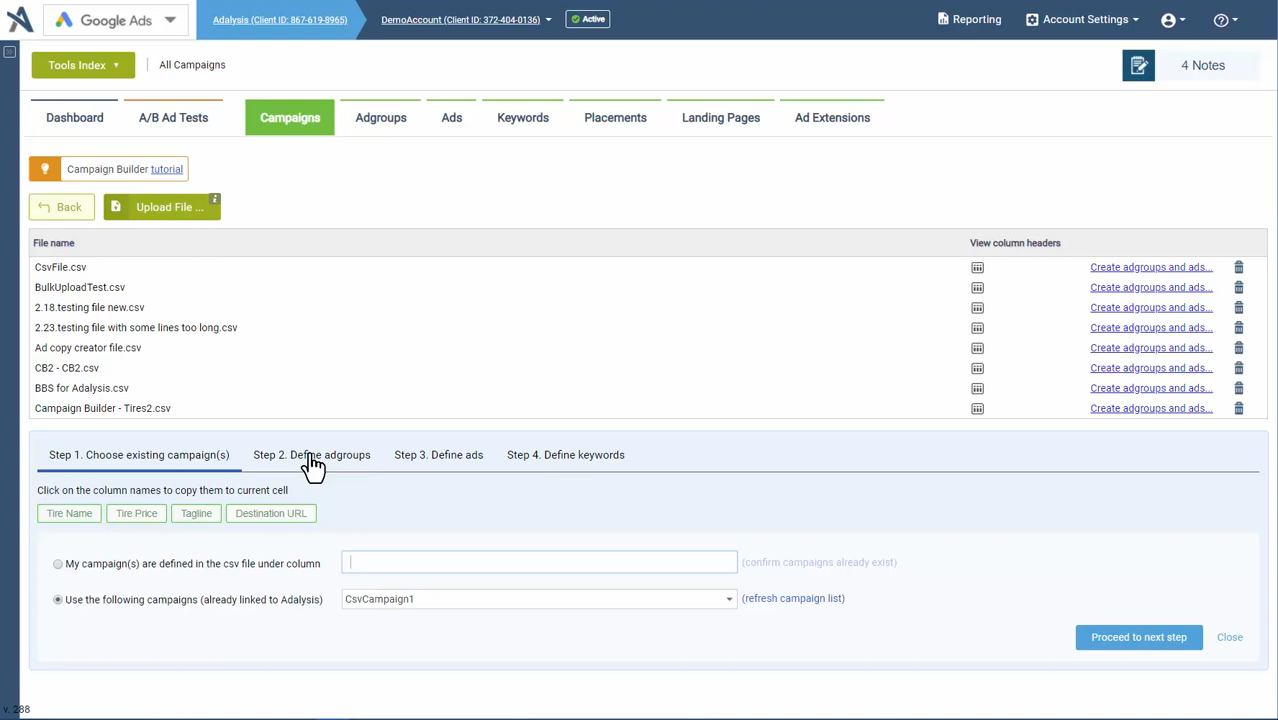 Google Ads
Adalysis (Client ID: 867-619-8965)
DemoAccount (Client ID: 372-404-0136)
Active
Reporting
Account Settings
Tools Index
All Campaigns
4 Notes
Dashboard
A/B Ad Tests
Campaigns
Adgroups
Ads
Keywords
Placements
Landing Pages
Ad Extensions
Campaign Builder tutorial
Back
Upload File ...
File name
View column headers
CsvFile.csv
Create adgroups and ads...
BulkUploadTest.csv
Create adgroups and ads...
2.18.testing file new.csv
Create adgroups and ads...
2.23.testing file with some lines too long.csv
Create adgroups and ads...
Ad copy creator file.csv
Create adgroups and ads...
CB2 - CB2.csv
Create adgroups and ads...
BBS for Adalysis.csv
Create adgroups and ads...
Campaign Builder - Tires2.csv
Create adgroups and ads...
Step 1. Choose existing campaign(s)
Step 2. Define adgroups
Step 3. Define ads
Step 4. Define keywords
Click on the column names to copy them to current cell
Tire Name
Tire Price
Tagline
Destination URL
My campaign(s) are defined in the csv file under column
(confirm campaigns already exist)
Use the following campaigns (already linked to Adalysis)
CsvCampaign1
(refresh campaign list)
Proceed to next step
Close
v. 288